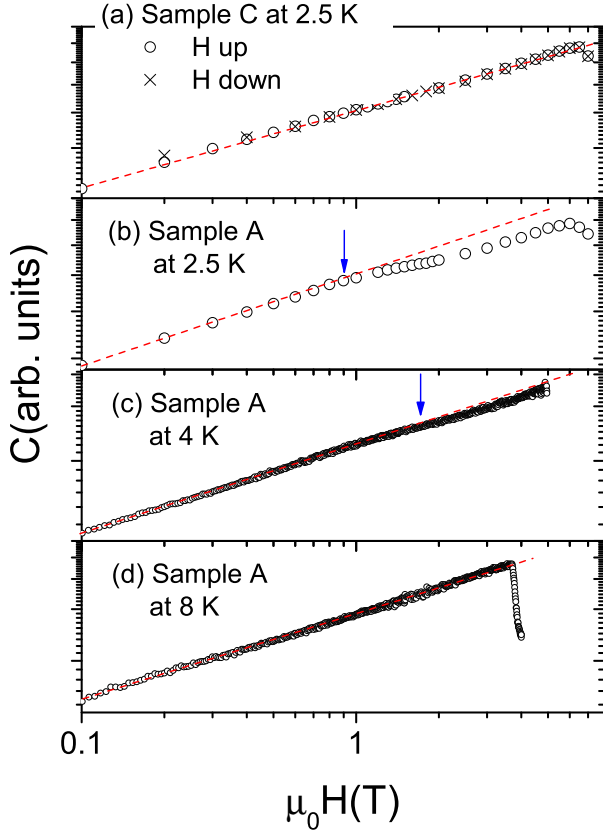 (a) Sample C at 2.5 K
H up
H down
(b) Sample A
at 2.5 K
(c) Sample A
at 4 K
(d) Sample A
at 8 K
C(arb. units)
0.1
1
μ₀H(T)